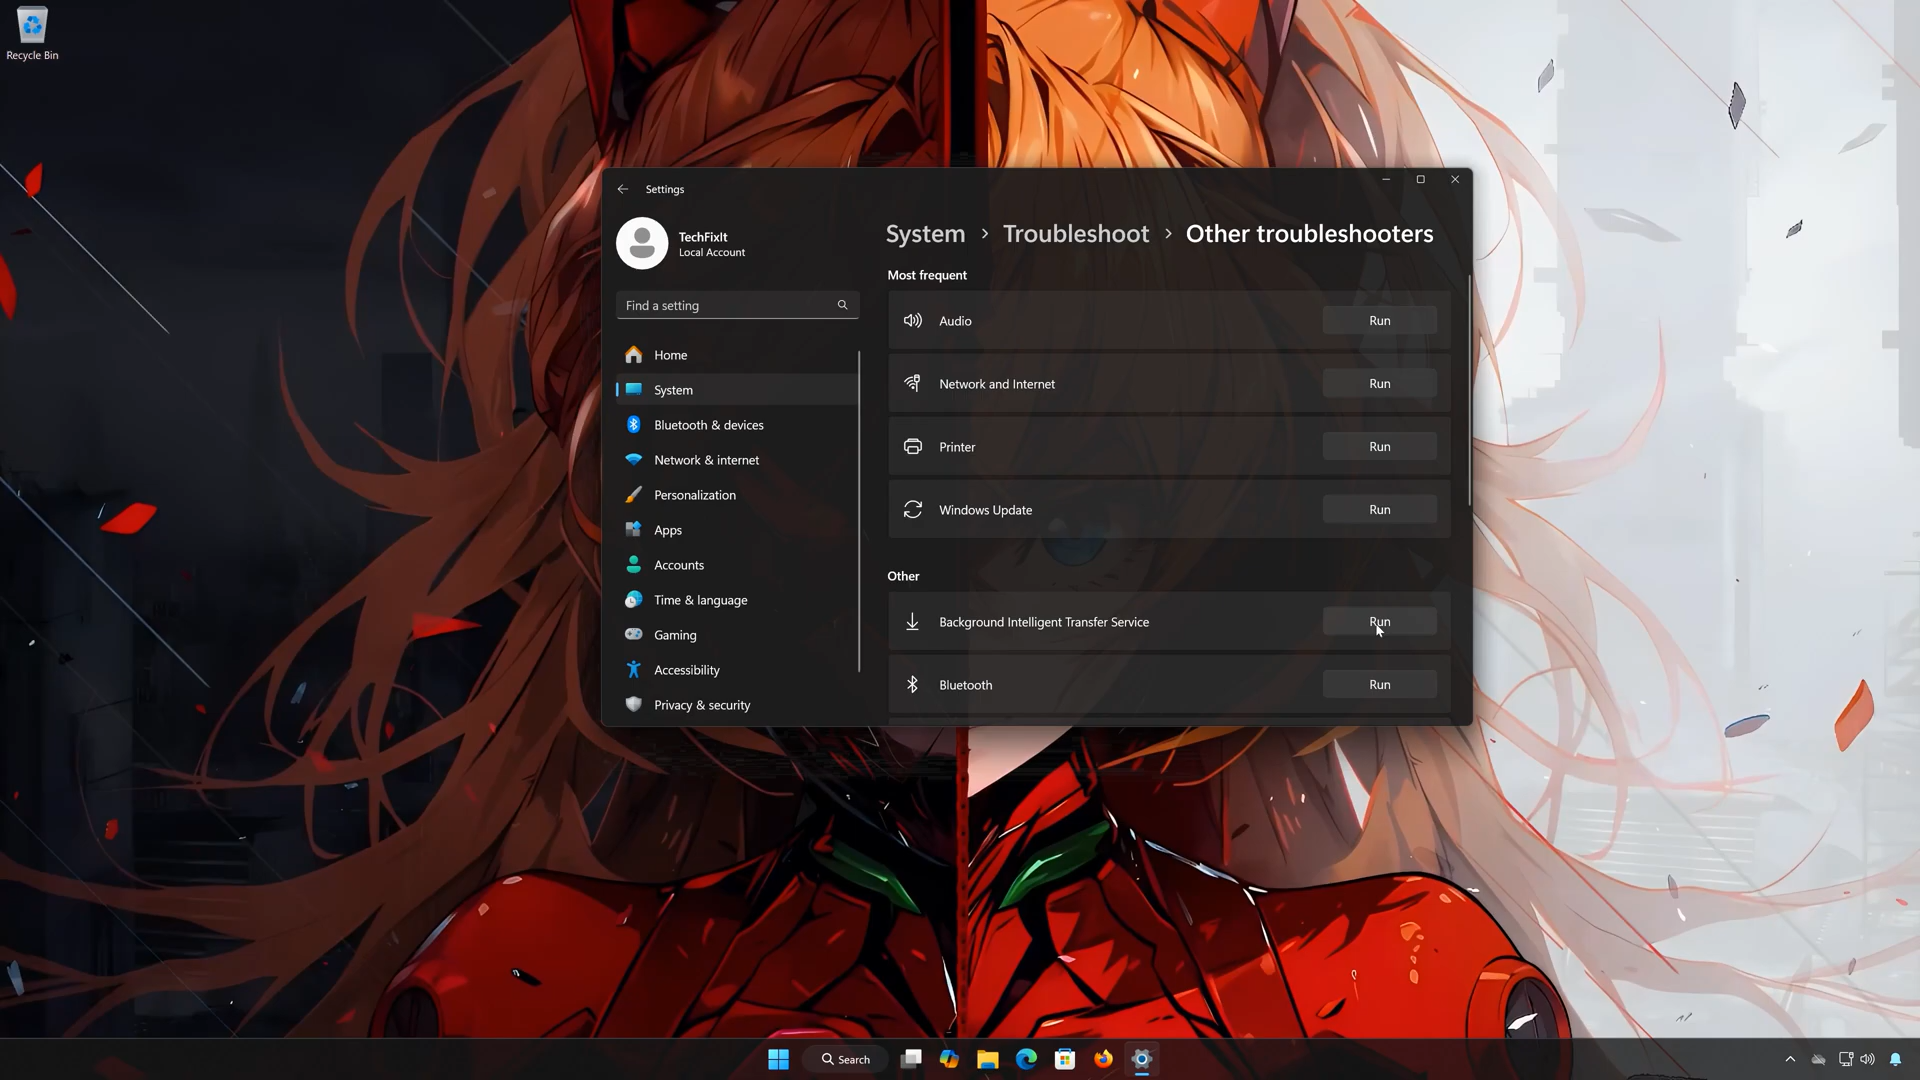 Recycle Bin
Settings
TechFixIt
Local Account
Find a setting
Home
System
Bluetooth & devices
Network & internet
Personalization
Apps
Accounts
Time & language
Gaming
Accessibility
Privacy & security
System > Troubleshoot > Other troubleshooters
Most frequent
Audio Run
Network and Internet Run
Printer Run
Windows Update Run
Other
Background Intelligent Transfer Service Run
Bluetooth Run
Search